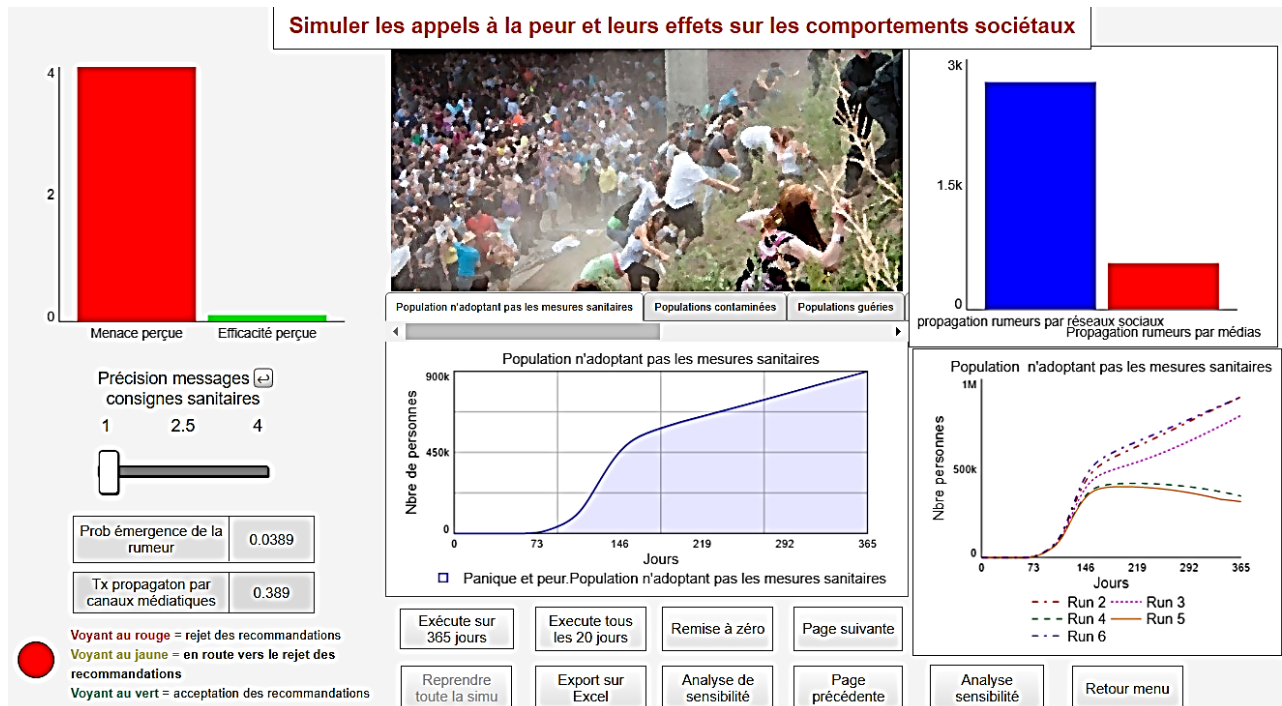 Simuler les appels à la peur et leurs effets sur les comportements sociétaux
4
2
0
Menace perçue
Efficacité perçue
Précision messages
consignes sanitaires
1 2.5 4
Prob émergence de la
rumeur
0.0389
Tx propagaton par
canaux médiatiques
0.389
Voyant au rouge = rejet des recommandations
Voyant au jaune = en route vers le rejet des
recommandations
Voyant au vert = acceptation des recommandations
Population n'adoptant pas les mesures sanitaires
Populations contaminées
Populations guéries
Population n'adoptant pas les mesures sanitaires
900k
450k
0
Nbre de personnes
0 73 146 219 292 365
Jours
Panique et peur.Population n'adoptant pas les mesures sanitaires
Exécute sur
365 jours
Execute tous
les 20 jours
Remise à zéro
Page suivante
Reprendre
toute la simu
Export sur
Excel
Analyse de
sensibilité
Page
précédente
3k
1.5k
0
propagation rumeurs par réseaux sociaux
Propagation rumeurs par médias
Population n'adoptant pas les mesures sanitaires
1M
500k
0
Nbre personnes
0 73 146 219 292 365
Jours
Run 2 Run 3
Run 4 Run 5
Run 6
Analyse
sensibilité
Retour menu